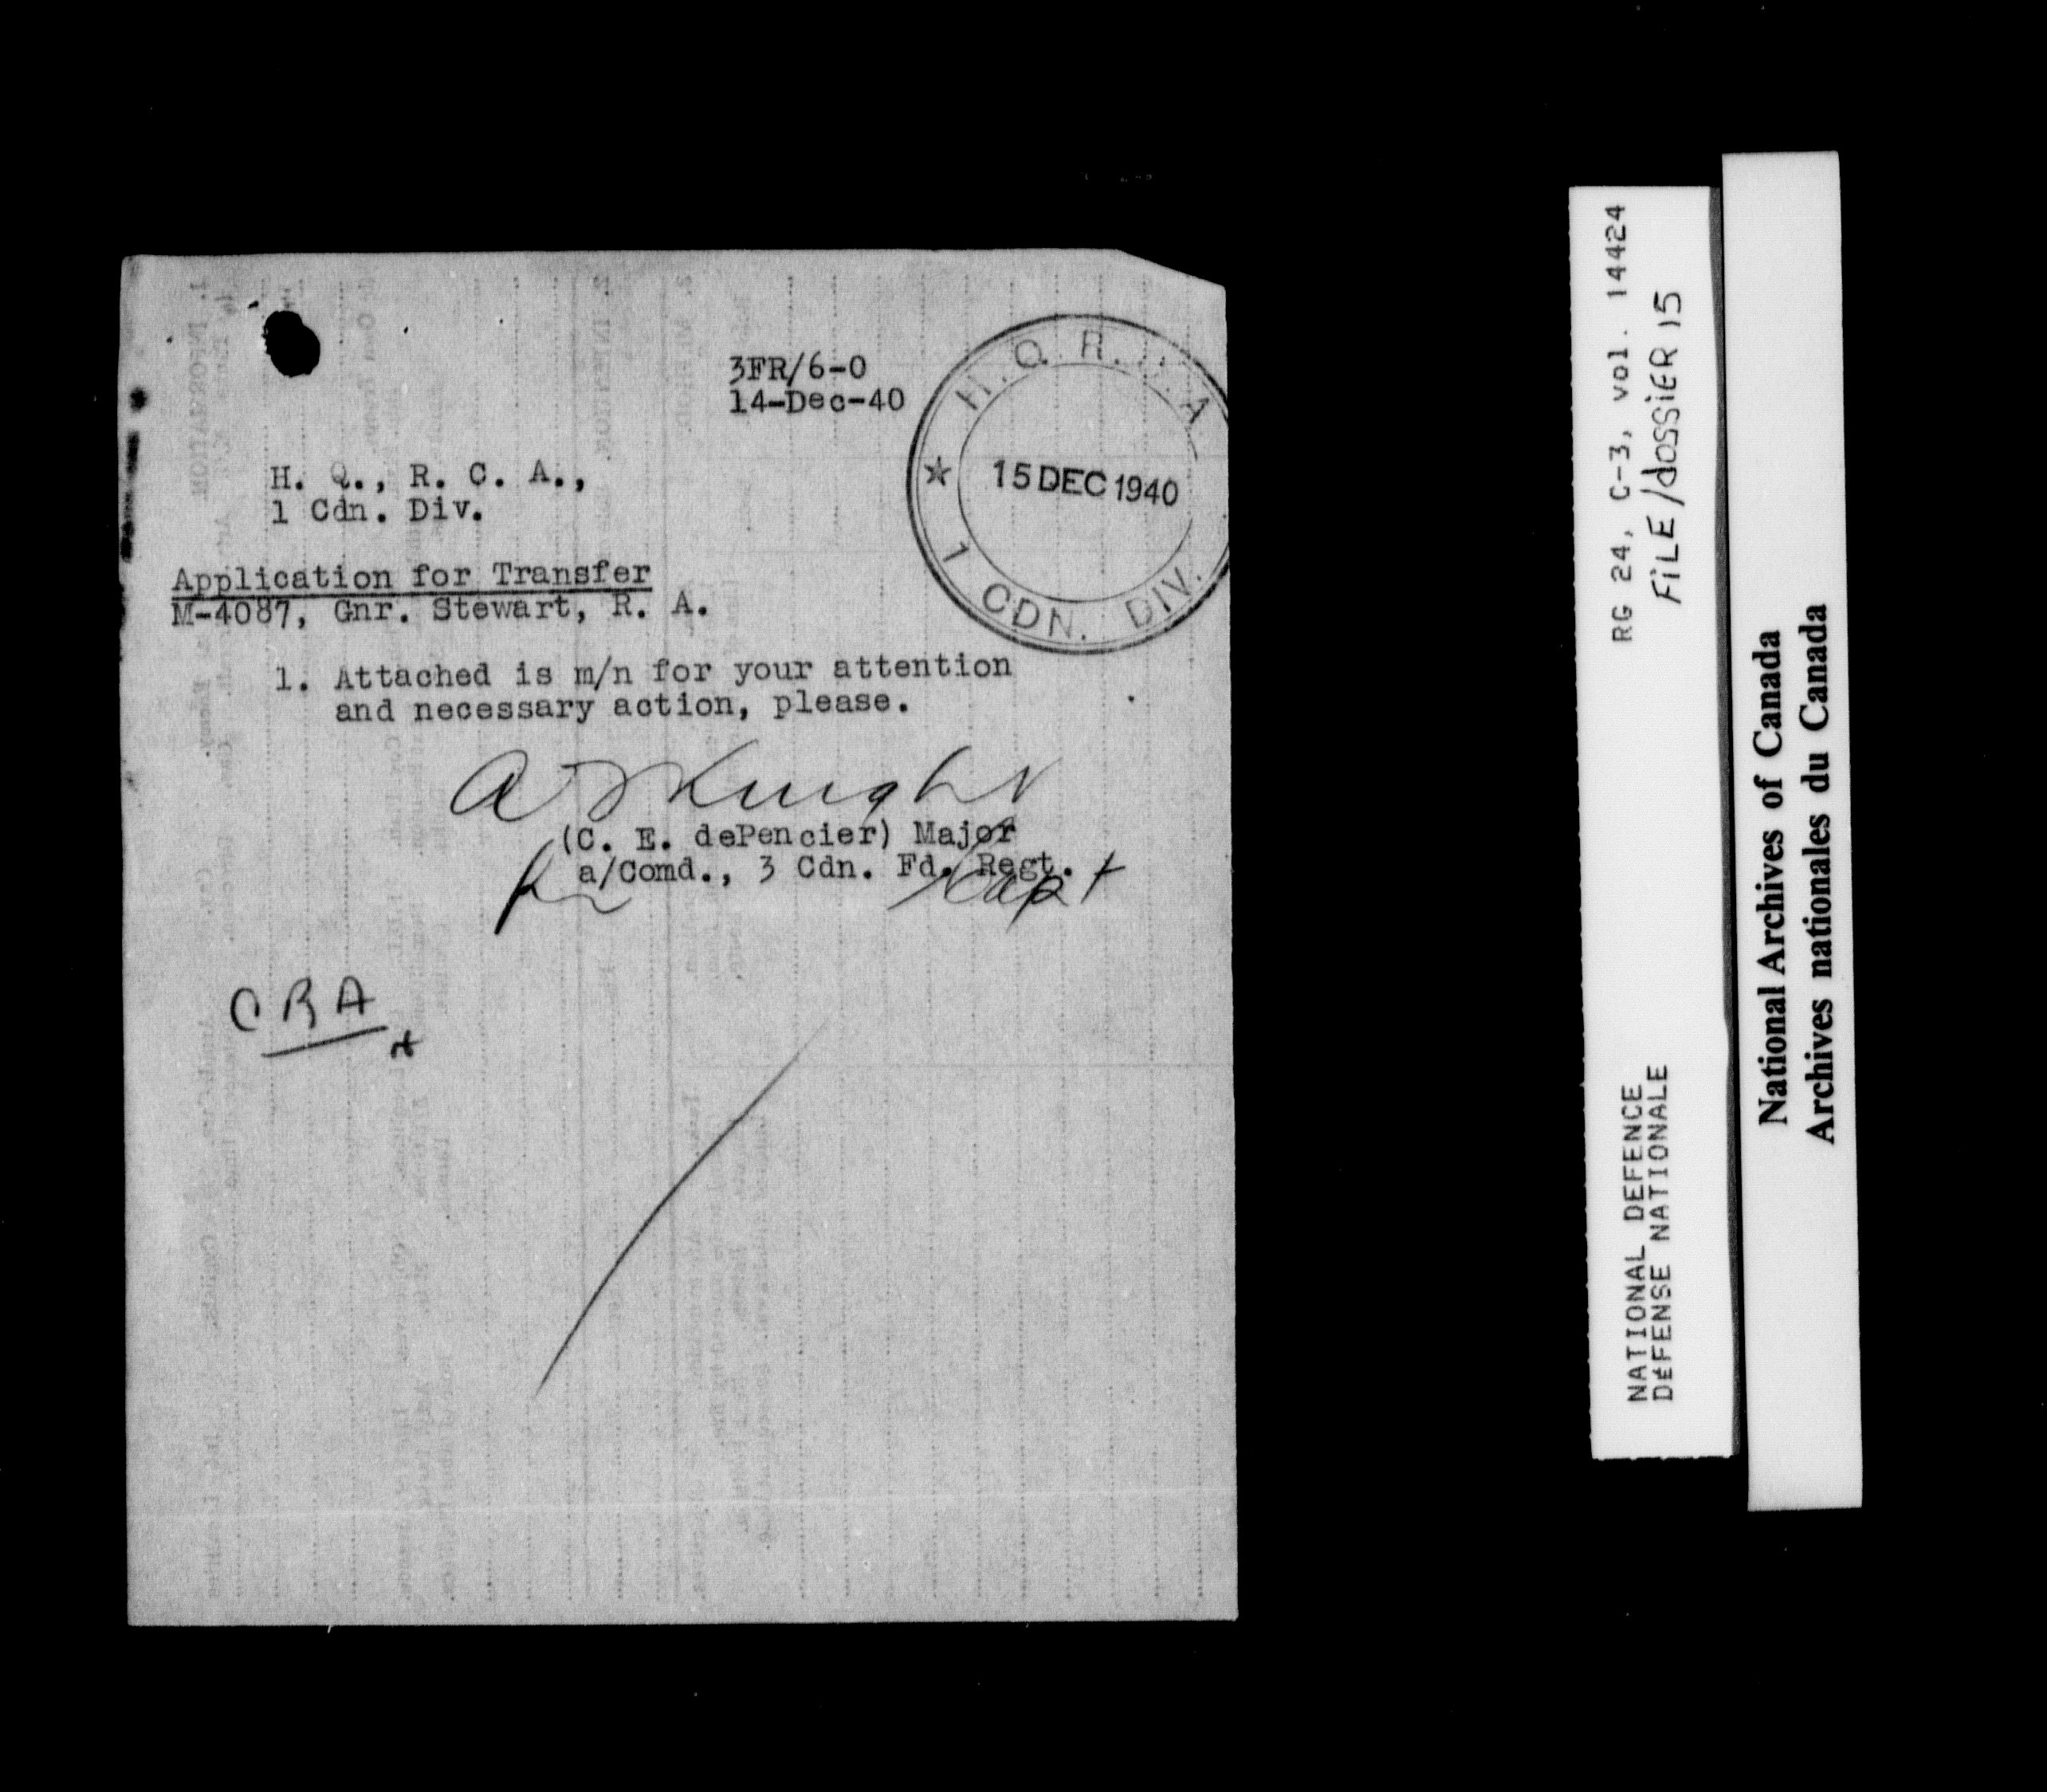 3FR/6-0
14-Dec-40
H. Q. R. C. A.
15 DEC 1940
1 CDN. DIV.
H. Q., R. C. A.,
1 Cdn. Div.
Application for Transfer
M-4087, Gnr. Stewart, R. A.
1. Attached is m/n for your attention
and necessary action, please.
Knight
(C. E. dePencier) Major
a/Comd., 3 Cdn. Fd. Regt.
for Capt
CRA
RG 24, C-3, vol. 14424
FILE/dossiER 15
NATIONAL DEFENCE
DéFENSE NATIONALE
National Archives of Canada
Archives nationales du Canada